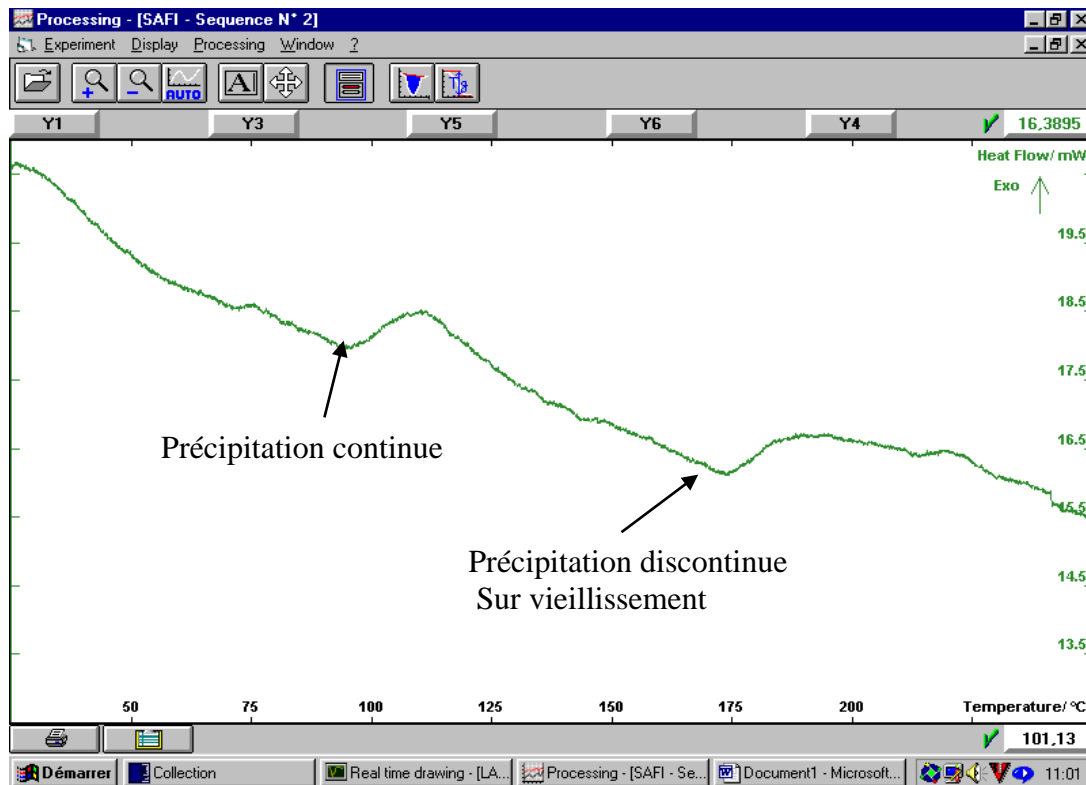 Processing - [SAFI - Sequence N° 2]
Experiment Display Processing Window ?
AUTO A
Y1 Y3 Y5 Y6 Y4 16,3895
Heat Flow/ mW
Exo
19.5
18.5
17.5
16.5
15.5
14.5
13.5
Précipitation continue
Précipitation discontinue
Sur vieillissement
50 75 100 125 150 175 200 Temperature/ °C
101,13
Démarrer Collection Real time drawing - [LA... Processing - [SAFI - Se... Document1 - Microsoft... 11:01